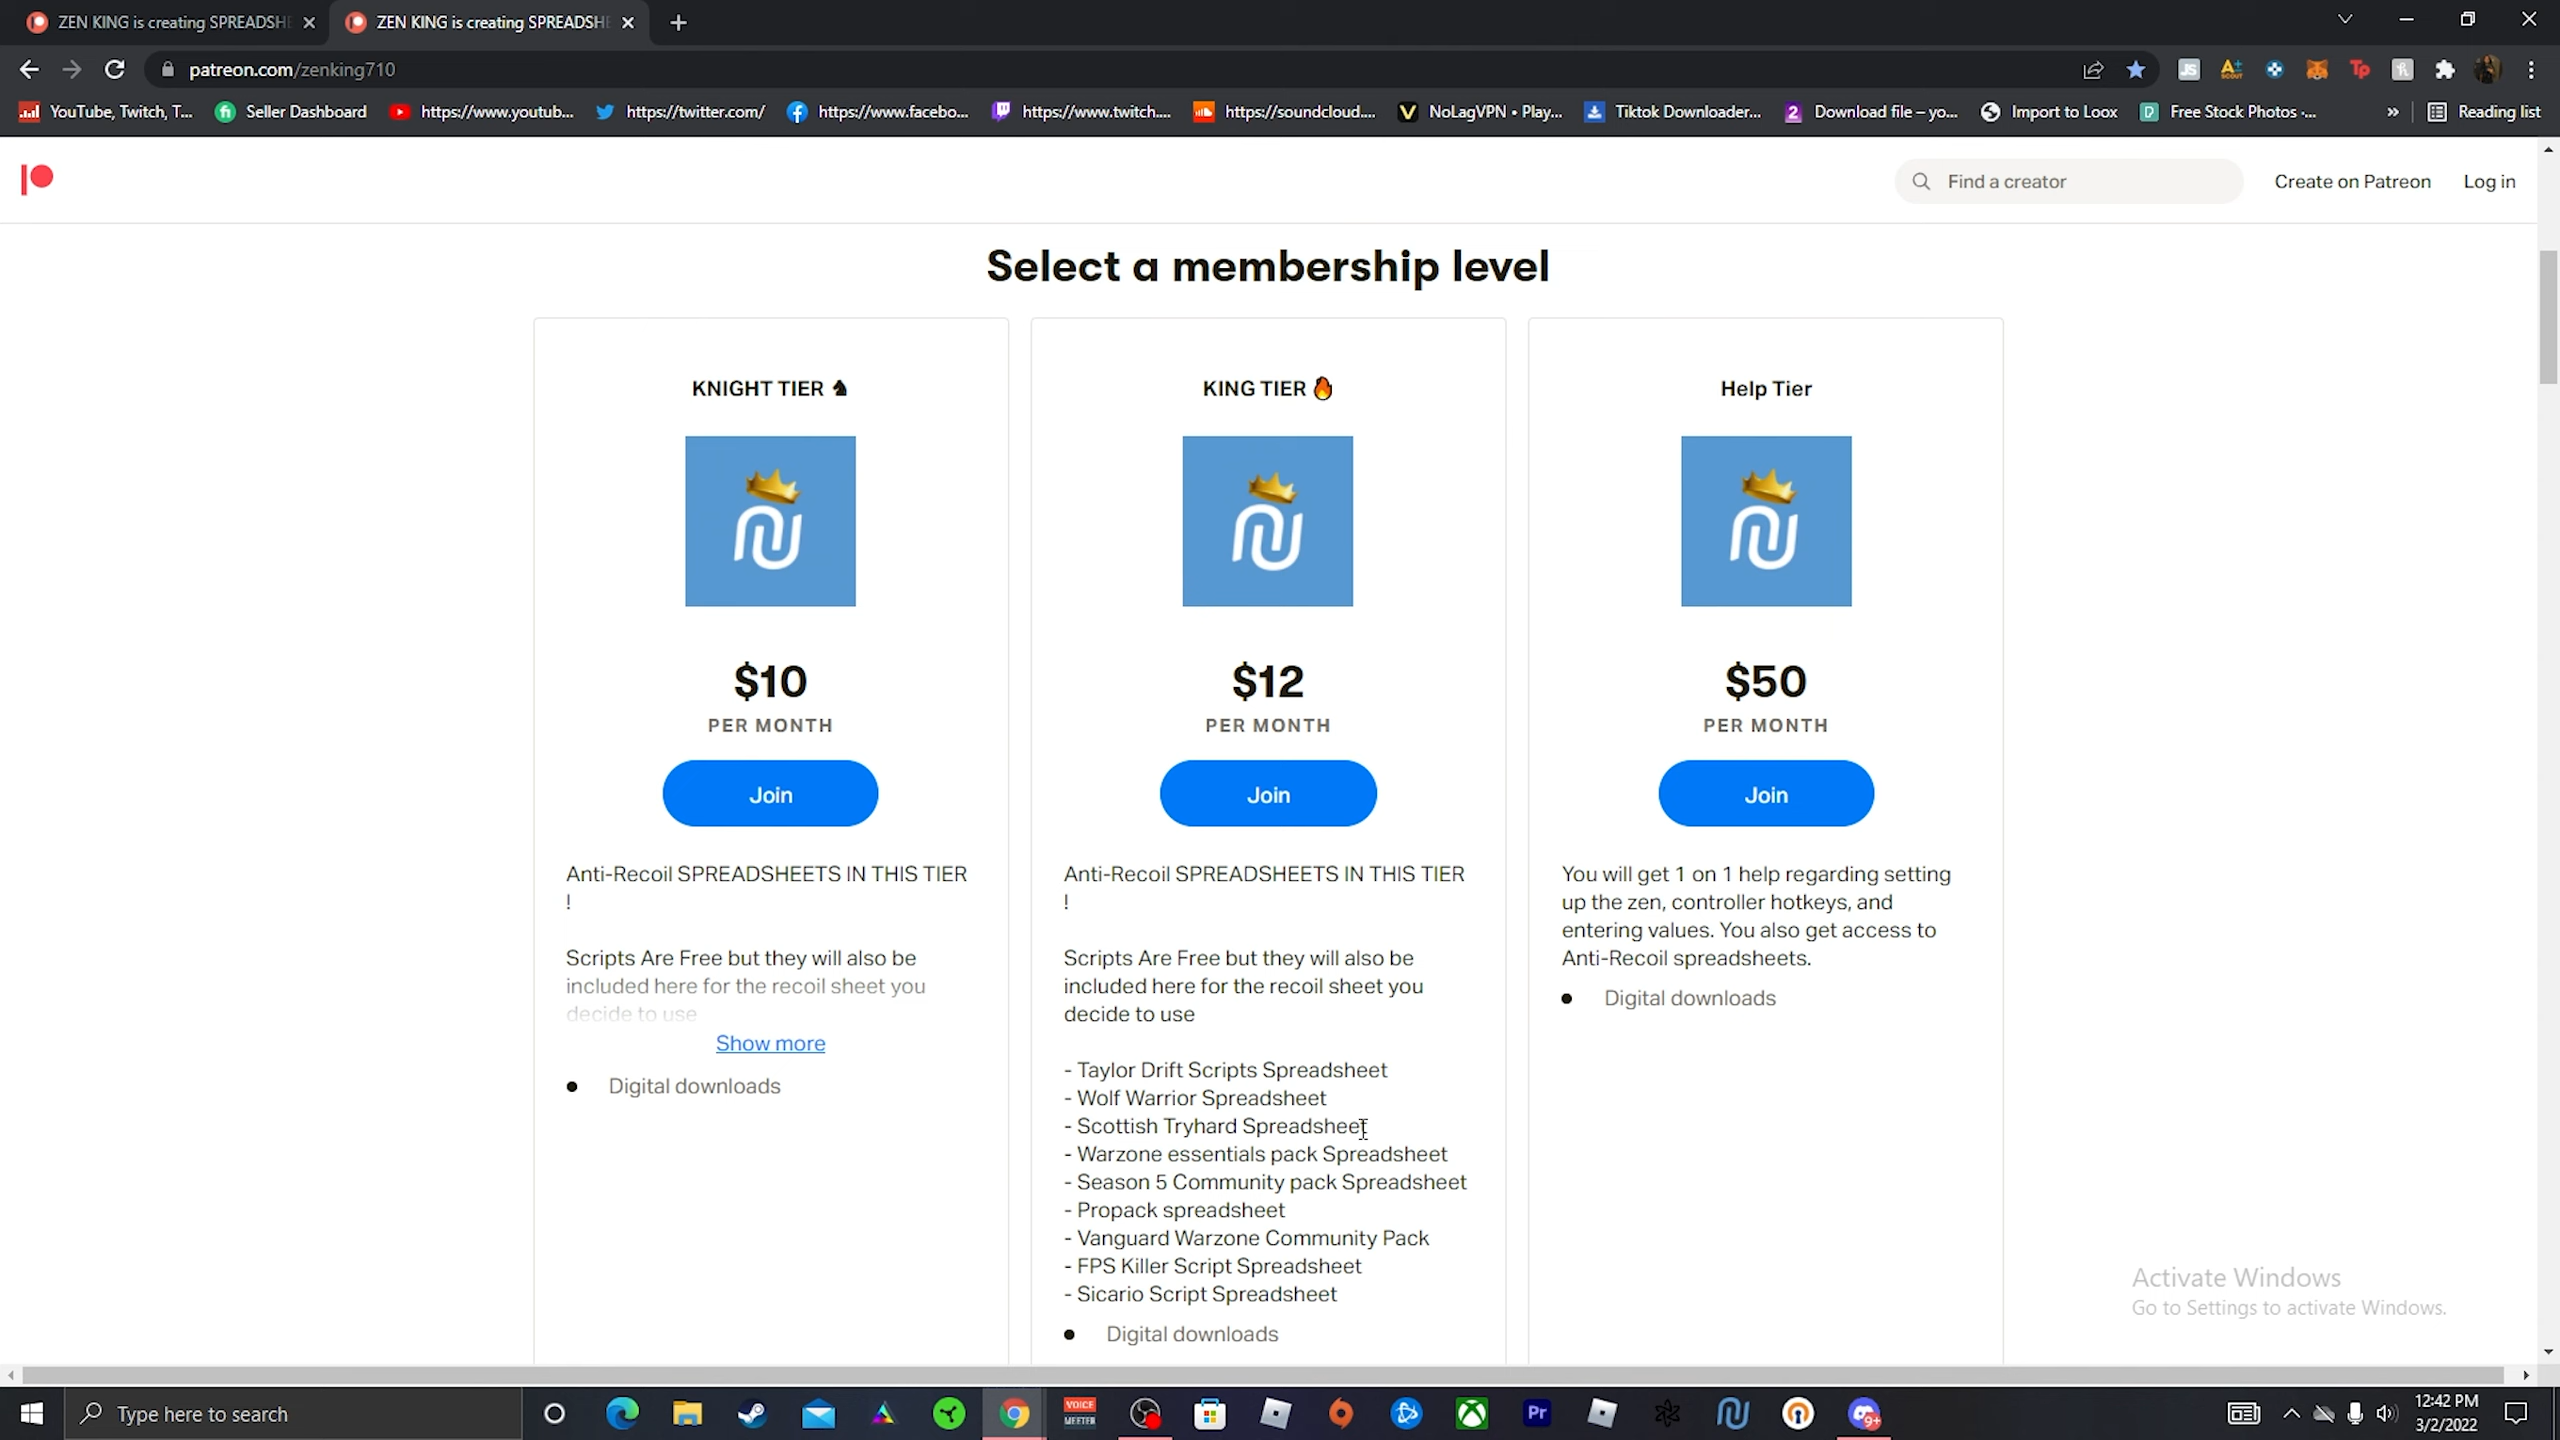 ZEN KING is creating SPREADSHE
ZEN KING is creating SPREADSHE
patreon.com/zenking710
YouTube, Twitch, T...
Seller Dashboard
https://www.youtub...
https://twitter.com/
https://www.facebo...
https://www.twitch....
https://soundcloud....
NoLagVPN • Play...
Tiktok Downloader...
Download file – yo...
Import to Loox
Free Stock Photos ·...
»
Reading list
Find a creator
Create on Patreon
Log in
Select a membership level
KNIGHT TIER ♞
$10
PER MONTH
Join
Anti-Recoil SPREADSHEETS IN THIS TIER
!
Scripts Are Free but they will also be
included here for the recoil sheet you
decide to use
Show more
• Digital downloads
KING TIER 🔥
$12
PER MONTH
Join
Anti-Recoil SPREADSHEETS IN THIS TIER
!
Scripts Are Free but they will also be
included here for the recoil sheet you
decide to use
- Taylor Drift Scripts Spreadsheet
- Wolf Warrior Spreadsheet
- Scottish Tryhard Spreadsheet
- Warzone essentials pack Spreadsheet
- Season 5 Community pack Spreadsheet
- Propack spreadsheet
- Vanguard Warzone Community Pack
- FPS Killer Script Spreadsheet
- Sicario Script Spreadsheet
• Digital downloads
Help Tier
$50
PER MONTH
Join
You will get 1 on 1 help regarding setting
up the zen, controller hotkeys, and
entering values. You also get access to
Anti-Recoil spreadsheets.
• Digital downloads
Activate Windows
Go to Settings to activate Windows.
Type here to search
VOICE
MEETER
Pr
9+
12:42 PM
3/2/2022